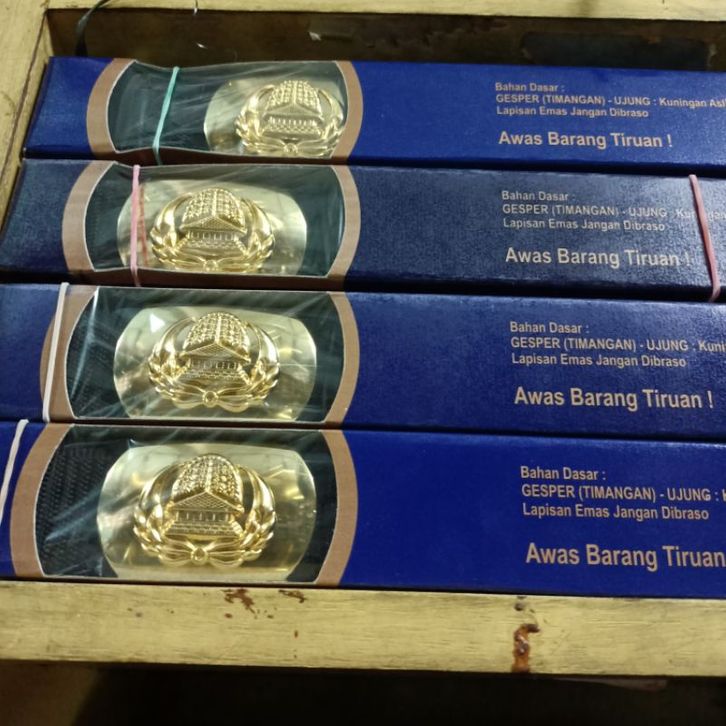 Bahan Dasar :
GESPER (TIMANGAN) - UJUNG : Kuningan Asl
Lapisan Emas Jangan Dibraso
Awas Barang Tiruan !
Bahan Dasar :
GESPER (TIMANGAN) - UJUNG : Kun
Lapisan Emas Jangan Dibraso
Awas Barang Tiruan !
Bahan Dasar :
GESPER (TIMANGAN) - UJUNG : Kuni
Lapisan Emas Jangan Dibraso
Awas Barang Tiruan !
Bahan Dasar :
GESPER (TIMANGAN) - UJUNG :
Lapisan Emas Jangan Dibraso
Awas Barang Tiruan